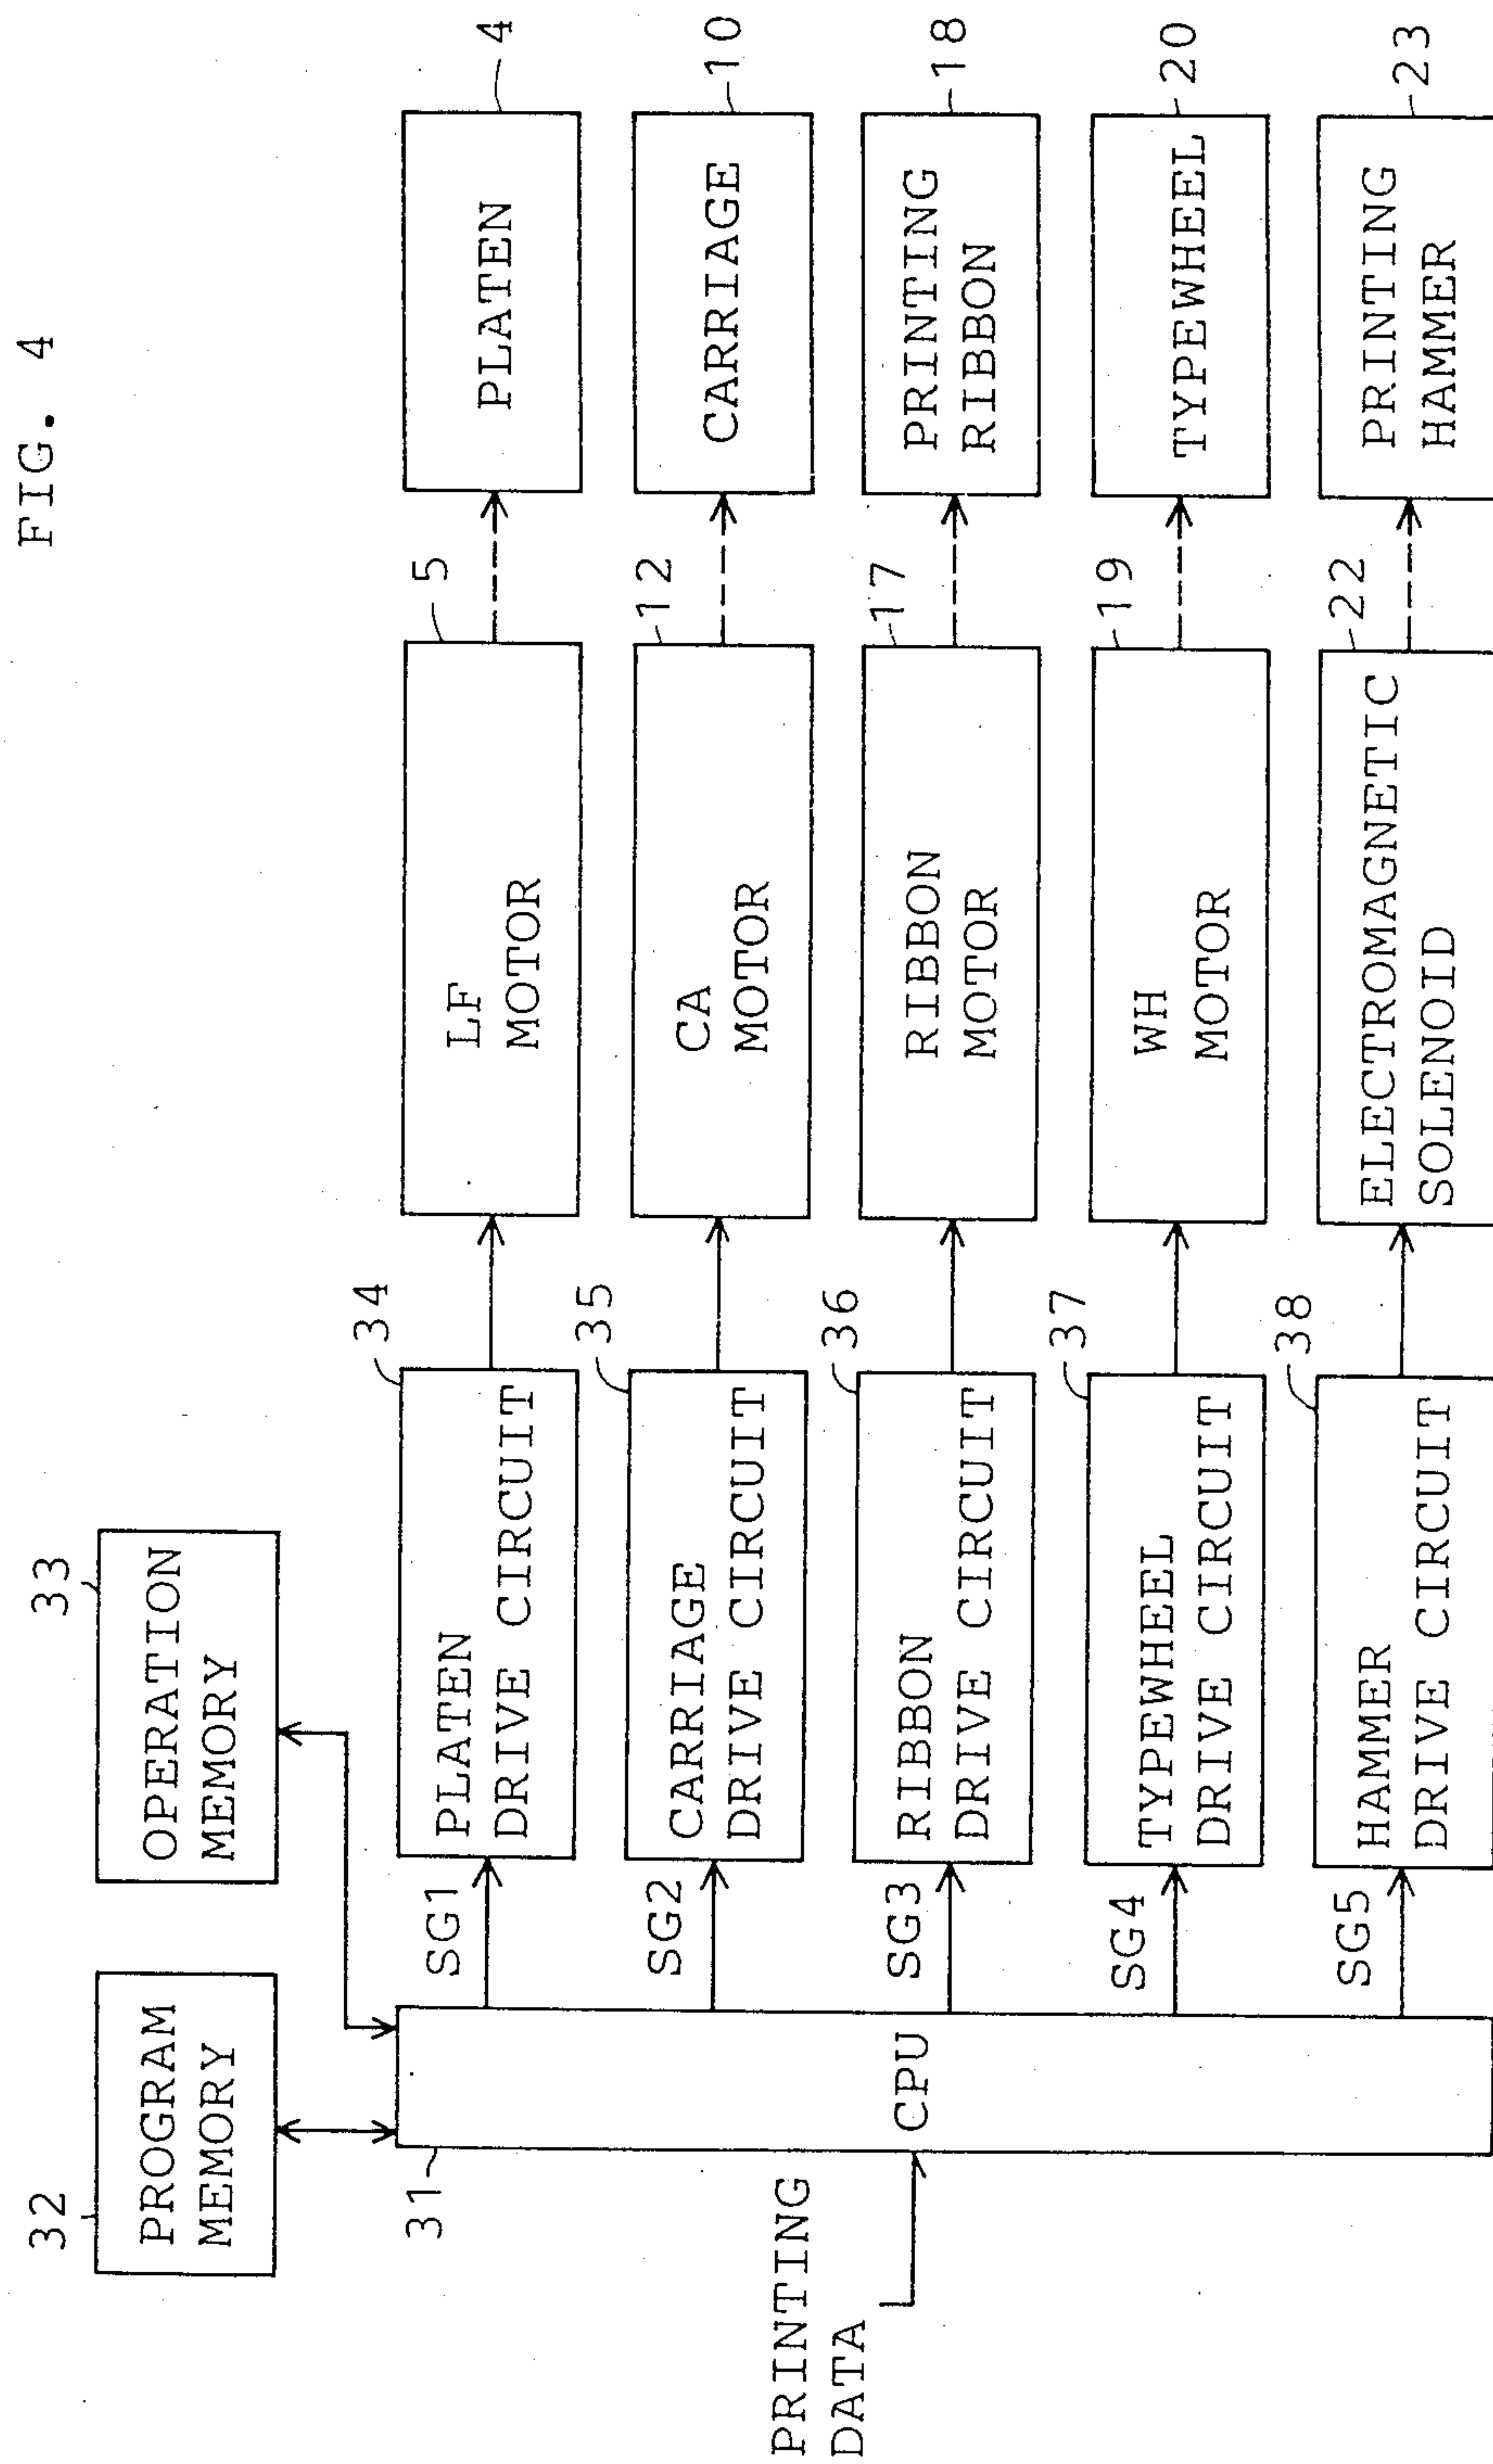 FIG. 4
32
PROGRAM
MEMORY
33
OPERATION
MEMORY
PRINTING
DATA
31
CPU
SG1
34
PLATEN
DRIVE CIRCUIT
5
LF
MOTOR
4
PLATEN
SG2
35
CARRIAGE
DRIVE CIRCUIT
12
CA
MOTOR
10
CARRIAGE
SG3
36
RIBBON
DRIVE CIRCUIT
17
RIBBON
MOTOR
18
PRINTING
RIBBON
SG4
37
TYPEWHEEL
DRIVE CIRCUIT
19
WH
MOTOR
20
TYPEWHEEL
SG5
38
HAMMER
DRIVE CIRCUIT
22
ELECTROMAGNETIC
SOLENOID
23
PRINTING
HAMMER